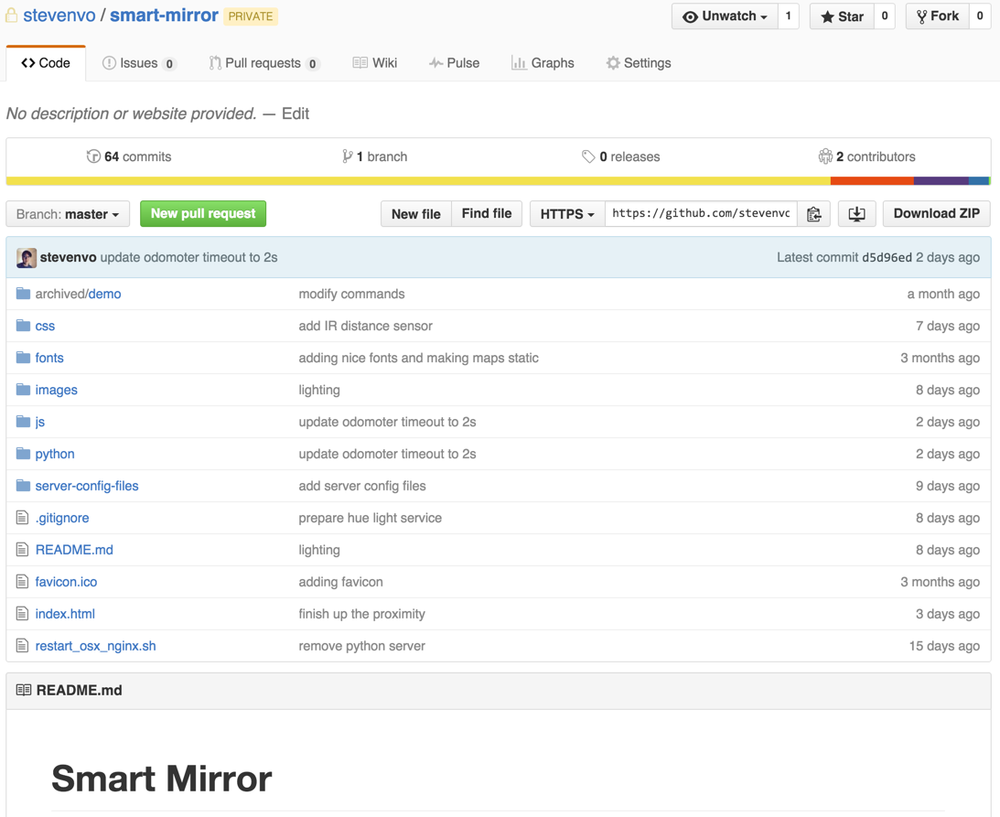 stevenvo / smart-mirror PRIVATE Unwatch 1 Star 0 Fork 0
Code Issues 0 Pull requests 0 Wiki Pulse Graphs Settings
No description or website provided. — Edit
64 commits 1 branch 0 releases 2 contributors
Branch: master New pull request New file Find file HTTPS https://github.com/stevenvo Download ZIP
stevenvo update odomoter timeout to 2s Latest commit d5d96ed 2 days ago
archived/demo modify commands a month ago
css add IR distance sensor 7 days ago
fonts adding nice fonts and making maps static 3 months ago
images lighting 8 days ago
js update odomoter timeout to 2s 2 days ago
python update odomoter timeout to 2s 2 days ago
server-config-files add server config files 9 days ago
.gitignore prepare hue light service 8 days ago
README.md lighting 8 days ago
favicon.ico adding favicon 3 months ago
index.html finish up the proximity 3 days ago
restart_osx_nginx.sh remove python server 15 days ago
README.md
Smart Mirror